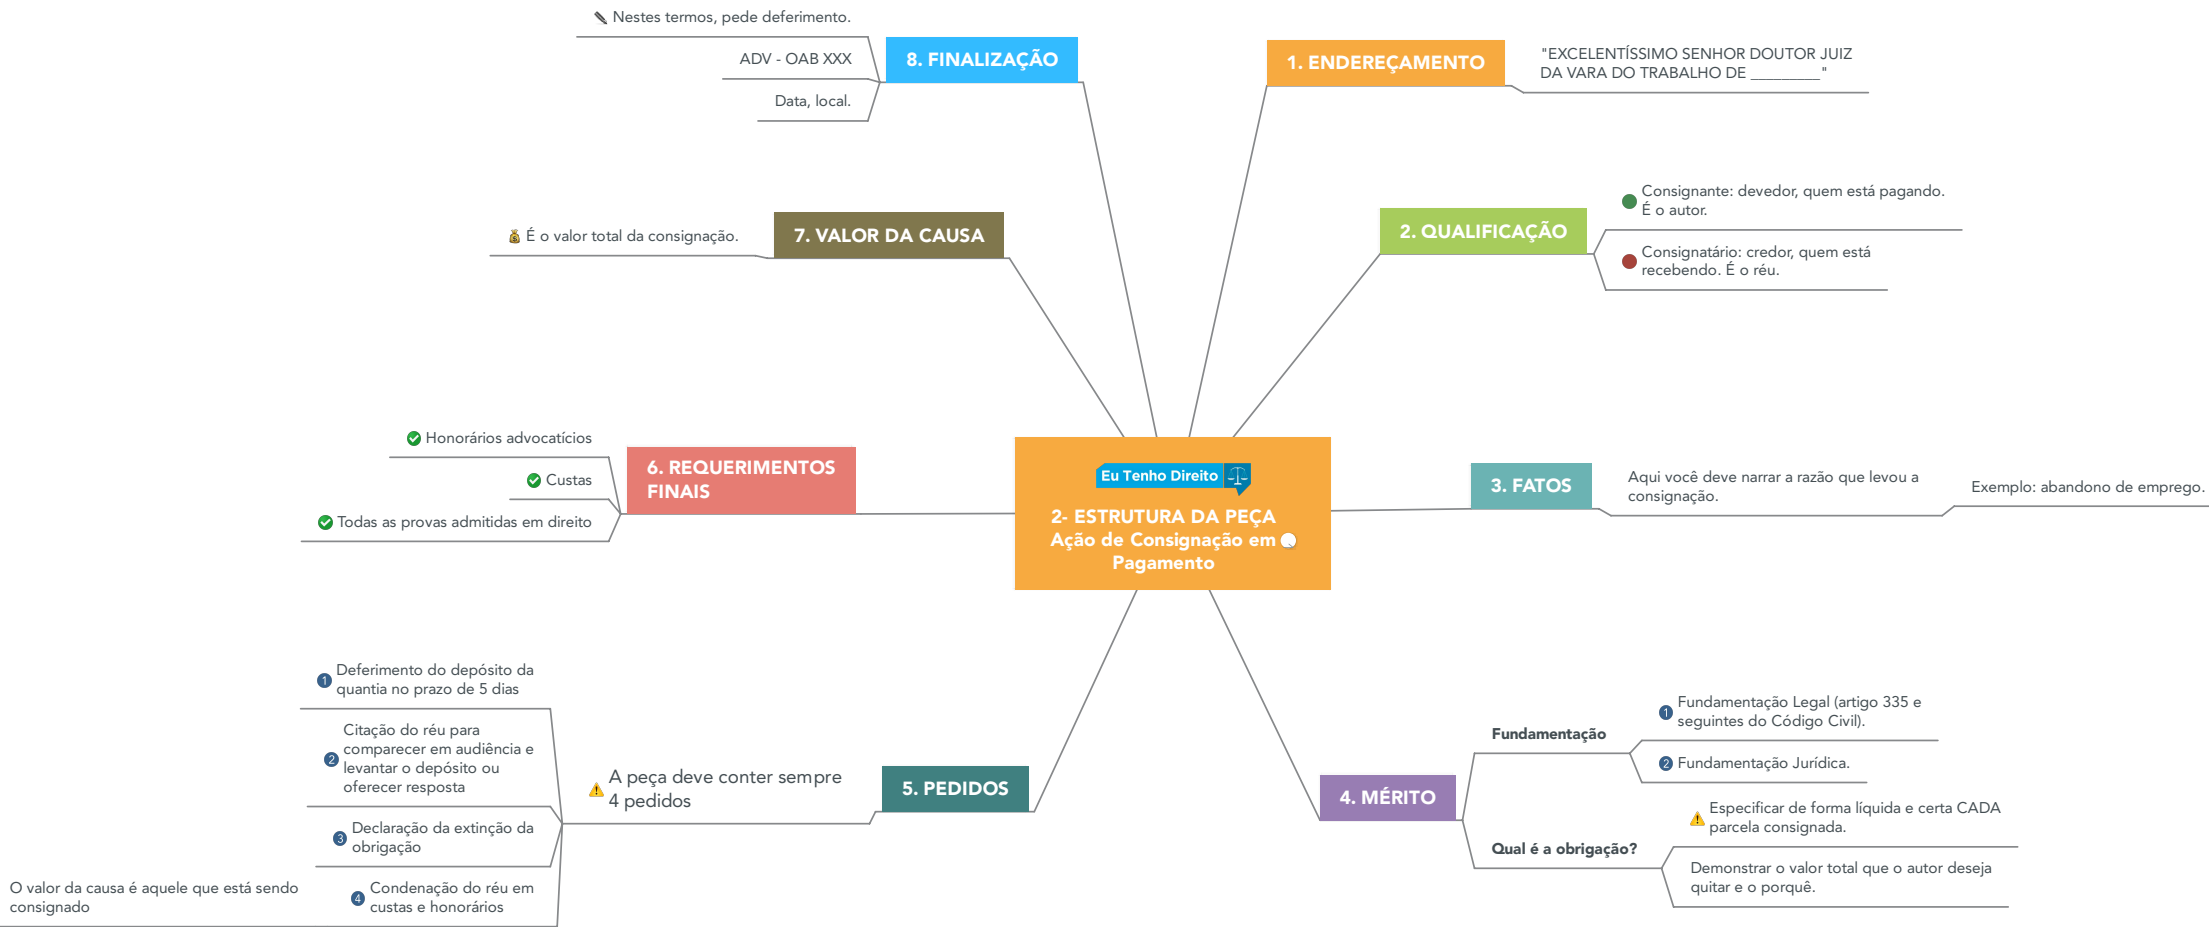 Eu Tenho Direito
2- ESTRUTURA DA PEÇA
Ação de Consignação em
Pagamento
1. ENDEREÇAMENTO
"EXCELENTÍSSIMO SENHOR DOUTOR JUIZ
DA VARA DO TRABALHO DE _________"
2. QUALIFICAÇÃO
Consignante: devedor, quem está pagando.
É o autor.
Consignatário: credor, quem está
recebendo. É o réu.
3. FATOS
Aqui você deve narrar a razão que levou a
consignação.
Exemplo: abandono de emprego.
4. MÉRITO
Fundamentação
1 Fundamentação Legal (artigo 335 e
seguintes do Código Civil).
2 Fundamentação Jurídica.
Qual é a obrigação?
Especificar de forma líquida e certa CADA
parcela consignada.
Demonstrar o valor total que o autor deseja
quitar e o porquê.
5. PEDIDOS
A peça deve conter sempre
4 pedidos
1 Deferimento do depósito da
quantia no prazo de 5 dias
2 Citação do réu para
comparecer em audiência e
levantar o depósito ou
oferecer resposta
3 Declaração da extinção da
obrigação
4 Condenação do réu em
custas e honorários
O valor da causa é aquele que está sendo
consignado
6. REQUERIMENTOS
FINAIS
Honorários advocatícios
Custas
Todas as provas admitidas em direito
7. VALOR DA CAUSA
É o valor total da consignação.
8. FINALIZAÇÃO
Nestes termos, pede deferimento.
ADV - OAB XXX
Data, local.